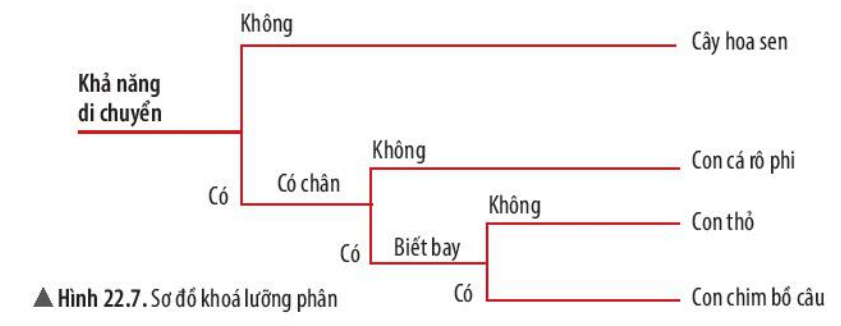 Không
Cây hoa sen
Khả năng
di chuyển
Không
Con cá rô phi
Có
Có chân
Không
Con thỏ
Có
Biết bay
Có
Con chim bồ câu
▲ Hình 22.7. Sơ đồ khoá lưỡng phân